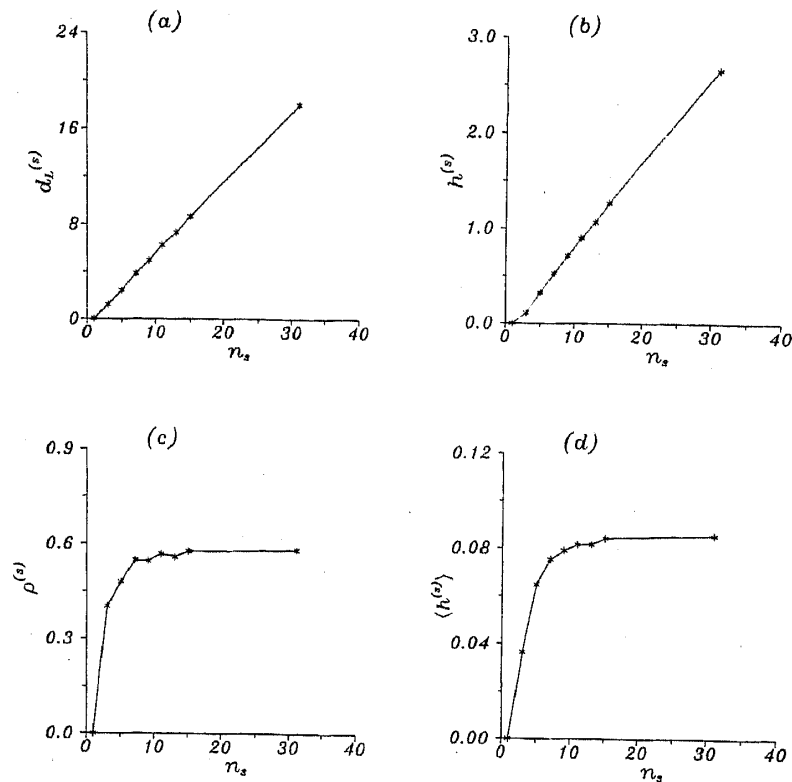 (a)
24
16
8
0
d_L^{(s)}
0 10 20 30 40
n_s
(b)
3.0
2.0
1.0
0.0
h^{(s)}
0 10 20 30 40
n_s
(c)
0.9
0.6
0.3
0.0
ρ^{(s)}
0 10 20 30 40
n_s
(d)
0.12
0.08
0.04
0.00
⟨h^{(s)}⟩
0 10 20 30 40
n_s